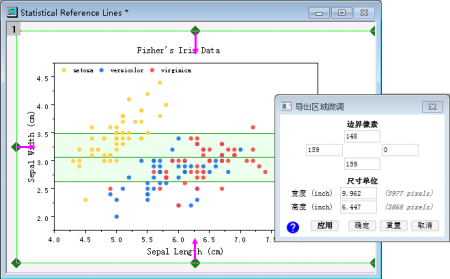 Statistical Reference Lines *
1
Fisher's Iris Data
setosa versicolor virginica
Sepal Width (cm)
4.5
4.0
3.5
3.0
2.5
2.0
4.0 4.5 5.0 5.5 6.0 6.5 7.0
Sepal Length (cm)
导出区域微调
边界像素
148
159 0
159
尺寸单位
宽度 (inch) 9.962 (5977 pixels)
高度 (inch) 6.447 (3868 pixels)
? 应用 确定 重置 取消